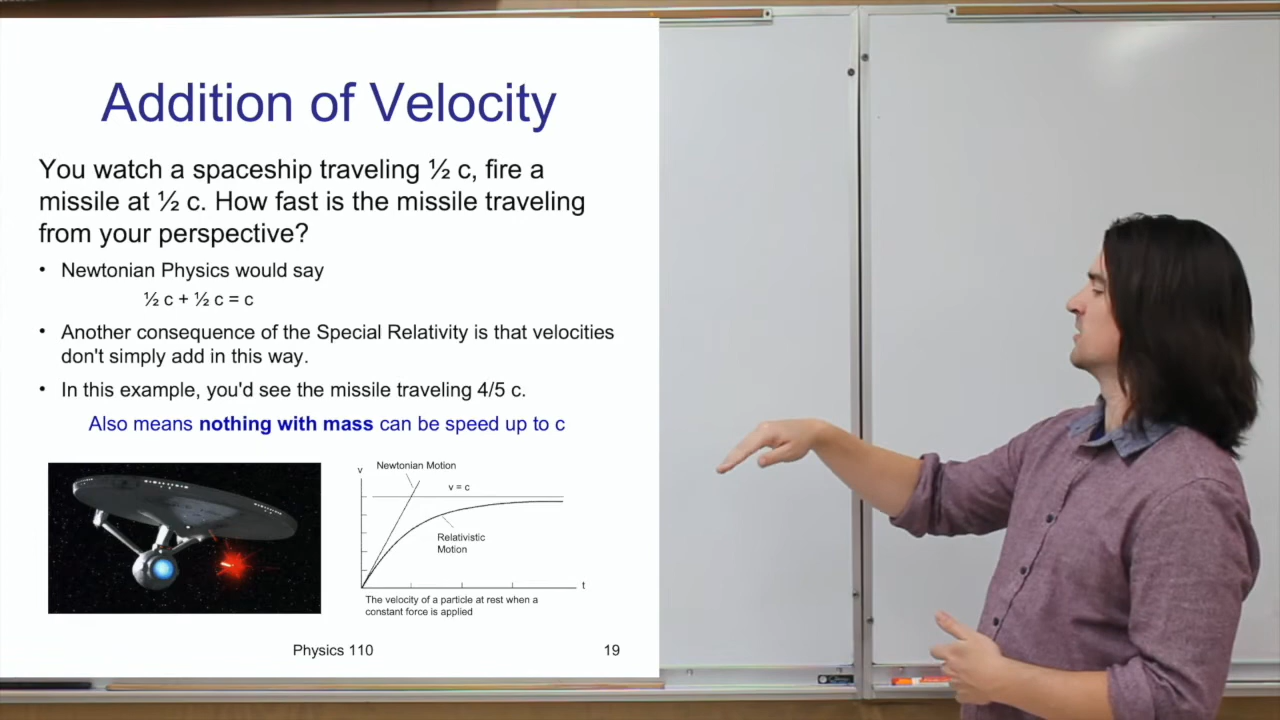 Addition of Velocity
You watch a spaceship traveling ½ c, fire a
missile at ½ c. How fast is the missile traveling
from your perspective?
• Newtonian Physics would say
½ c + ½ c = c
• Another consequence of the Special Relativity is that velocities
don't simply add in this way.
• In this example, you'd see the missile traveling 4/5 c.
Also means nothing with mass can be speed up to c
v
Newtonian Motion
v = c
Relativistic
Motion
t
The velocity of a particle at rest when a
constant force is applied
Physics 110
19